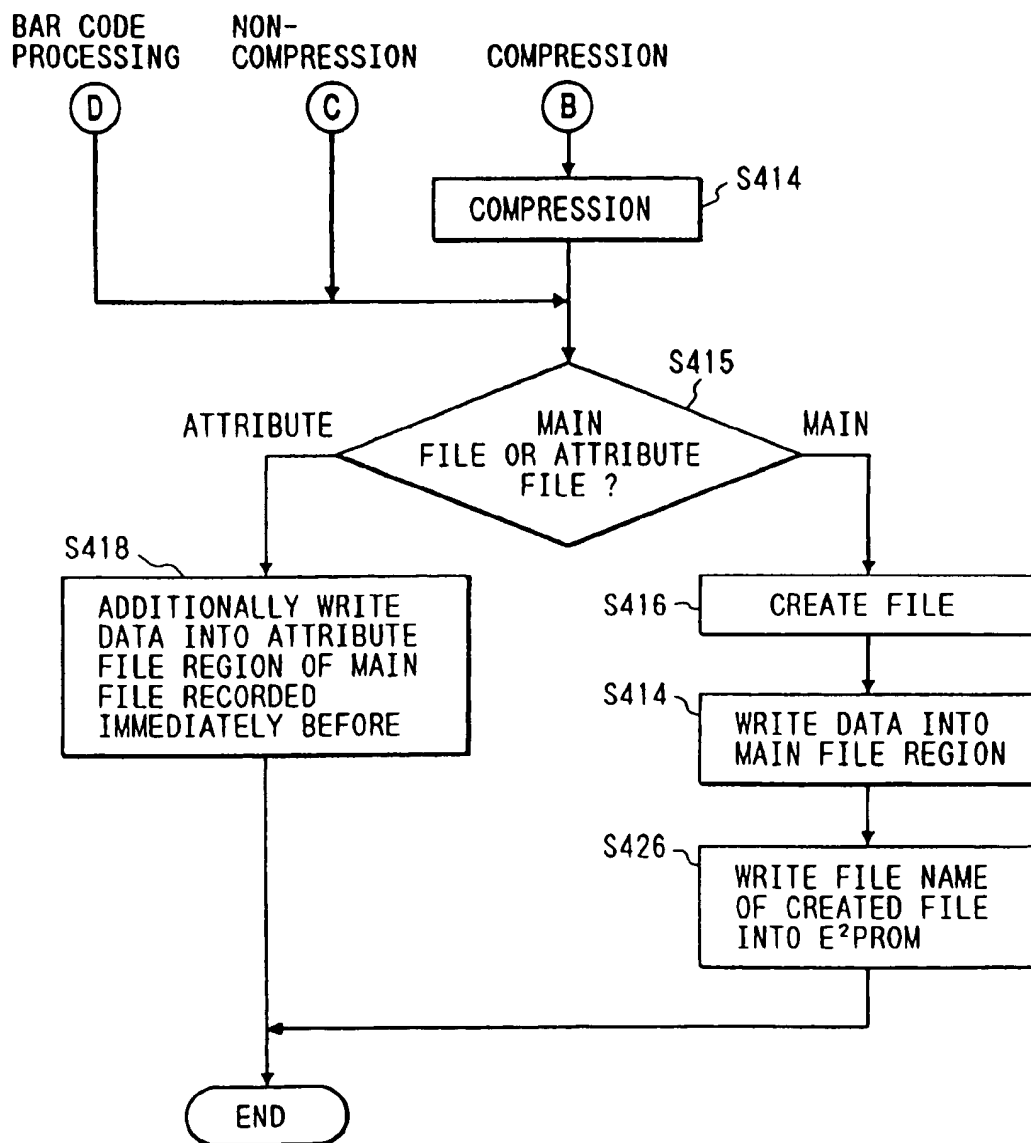 BAR CODE
PROCESSING
NON-
COMPRESSION
COMPRESSION
D
C
B
S414
COMPRESSION
S415
ATTRIBUTE
MAIN
FILE OR ATTRIBUTE
FILE ?
MAIN
S418
ADDITIONALLY WRITE
DATA INTO ATTRIBUTE
FILE REGION OF MAIN
FILE RECORDED
IMMEDIATELY BEFORE
S416
CREATE FILE
S414
WRITE DATA INTO
MAIN FILE REGION
S426
WRITE FILE NAME
OF CREATED FILE
INTO E²PROM
END